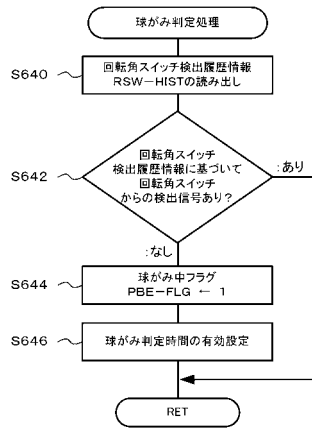 球がみ判定処理
S640
回転角スイッチ検出履歴情報
RSW－HISTの読み出し
S642
回転角スイッチ
検出履歴情報に基づいて
回転角スイッチ
からの検出信号あり？
:あり
:なし
S644
球がみ中フラグ
PBE－FLG ← 1
S646
球がみ判定時間の有効設定
RET